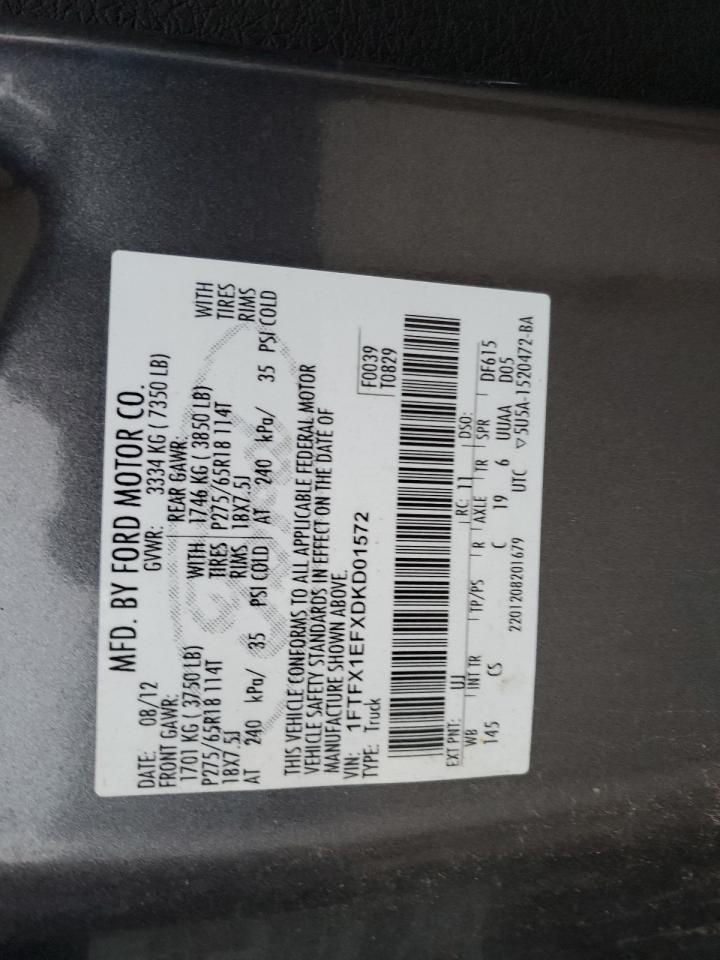 MFD. BY FORD MOTOR CO.
DATE: 08/12 GVWR: 3334 KG ( 7350 LB)
FRONT GAWR: REAR GAWR:
1701 KG ( 3750 LB) WITH 1746 KG ( 3850 LB) WITH
P275/65R18 114T TIRES P275/65R18 114T TIRES
18X7.5J RIMS 18X7.5J RIMS
AT 240 kPa/ 35 PSI COLD AT 240 kPa/ 35 PSI COLD
THIS VEHICLE CONFORMS TO ALL APPLICABLE FEDERAL MOTOR
VEHICLE SAFETY STANDARDS IN EFFECT ON THE DATE OF
MANUFACTURE SHOWN ABOVE.
VIN: 1FTFX1EFXDKD01572 F0039
TYPE: Truck T0829
EXT PNT: UJ RC: 11 DSO:
WB INT TR TP/PS R AXLE TR SPR DF615
145 CS C 19 6 UUAA D05
2201208201679 UTC ▽5U5A-1520472-BA